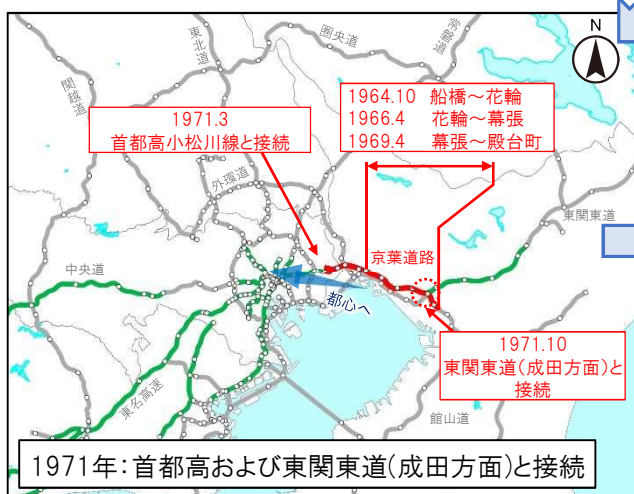 N
東北道
圏央道
常磐道
関越道
1971.3
首都高小松川線と接続
1964.10 船橋～花輪
1966.4 花輪～幕張
1969.4 幕張～殿台町
外環道
東関東道
中央道
京葉道路
都心へ
1971.10
東関東道(成田方面)と
接続
東名高速
館山道
1971年：首都高および東関東道(成田方面)と接続